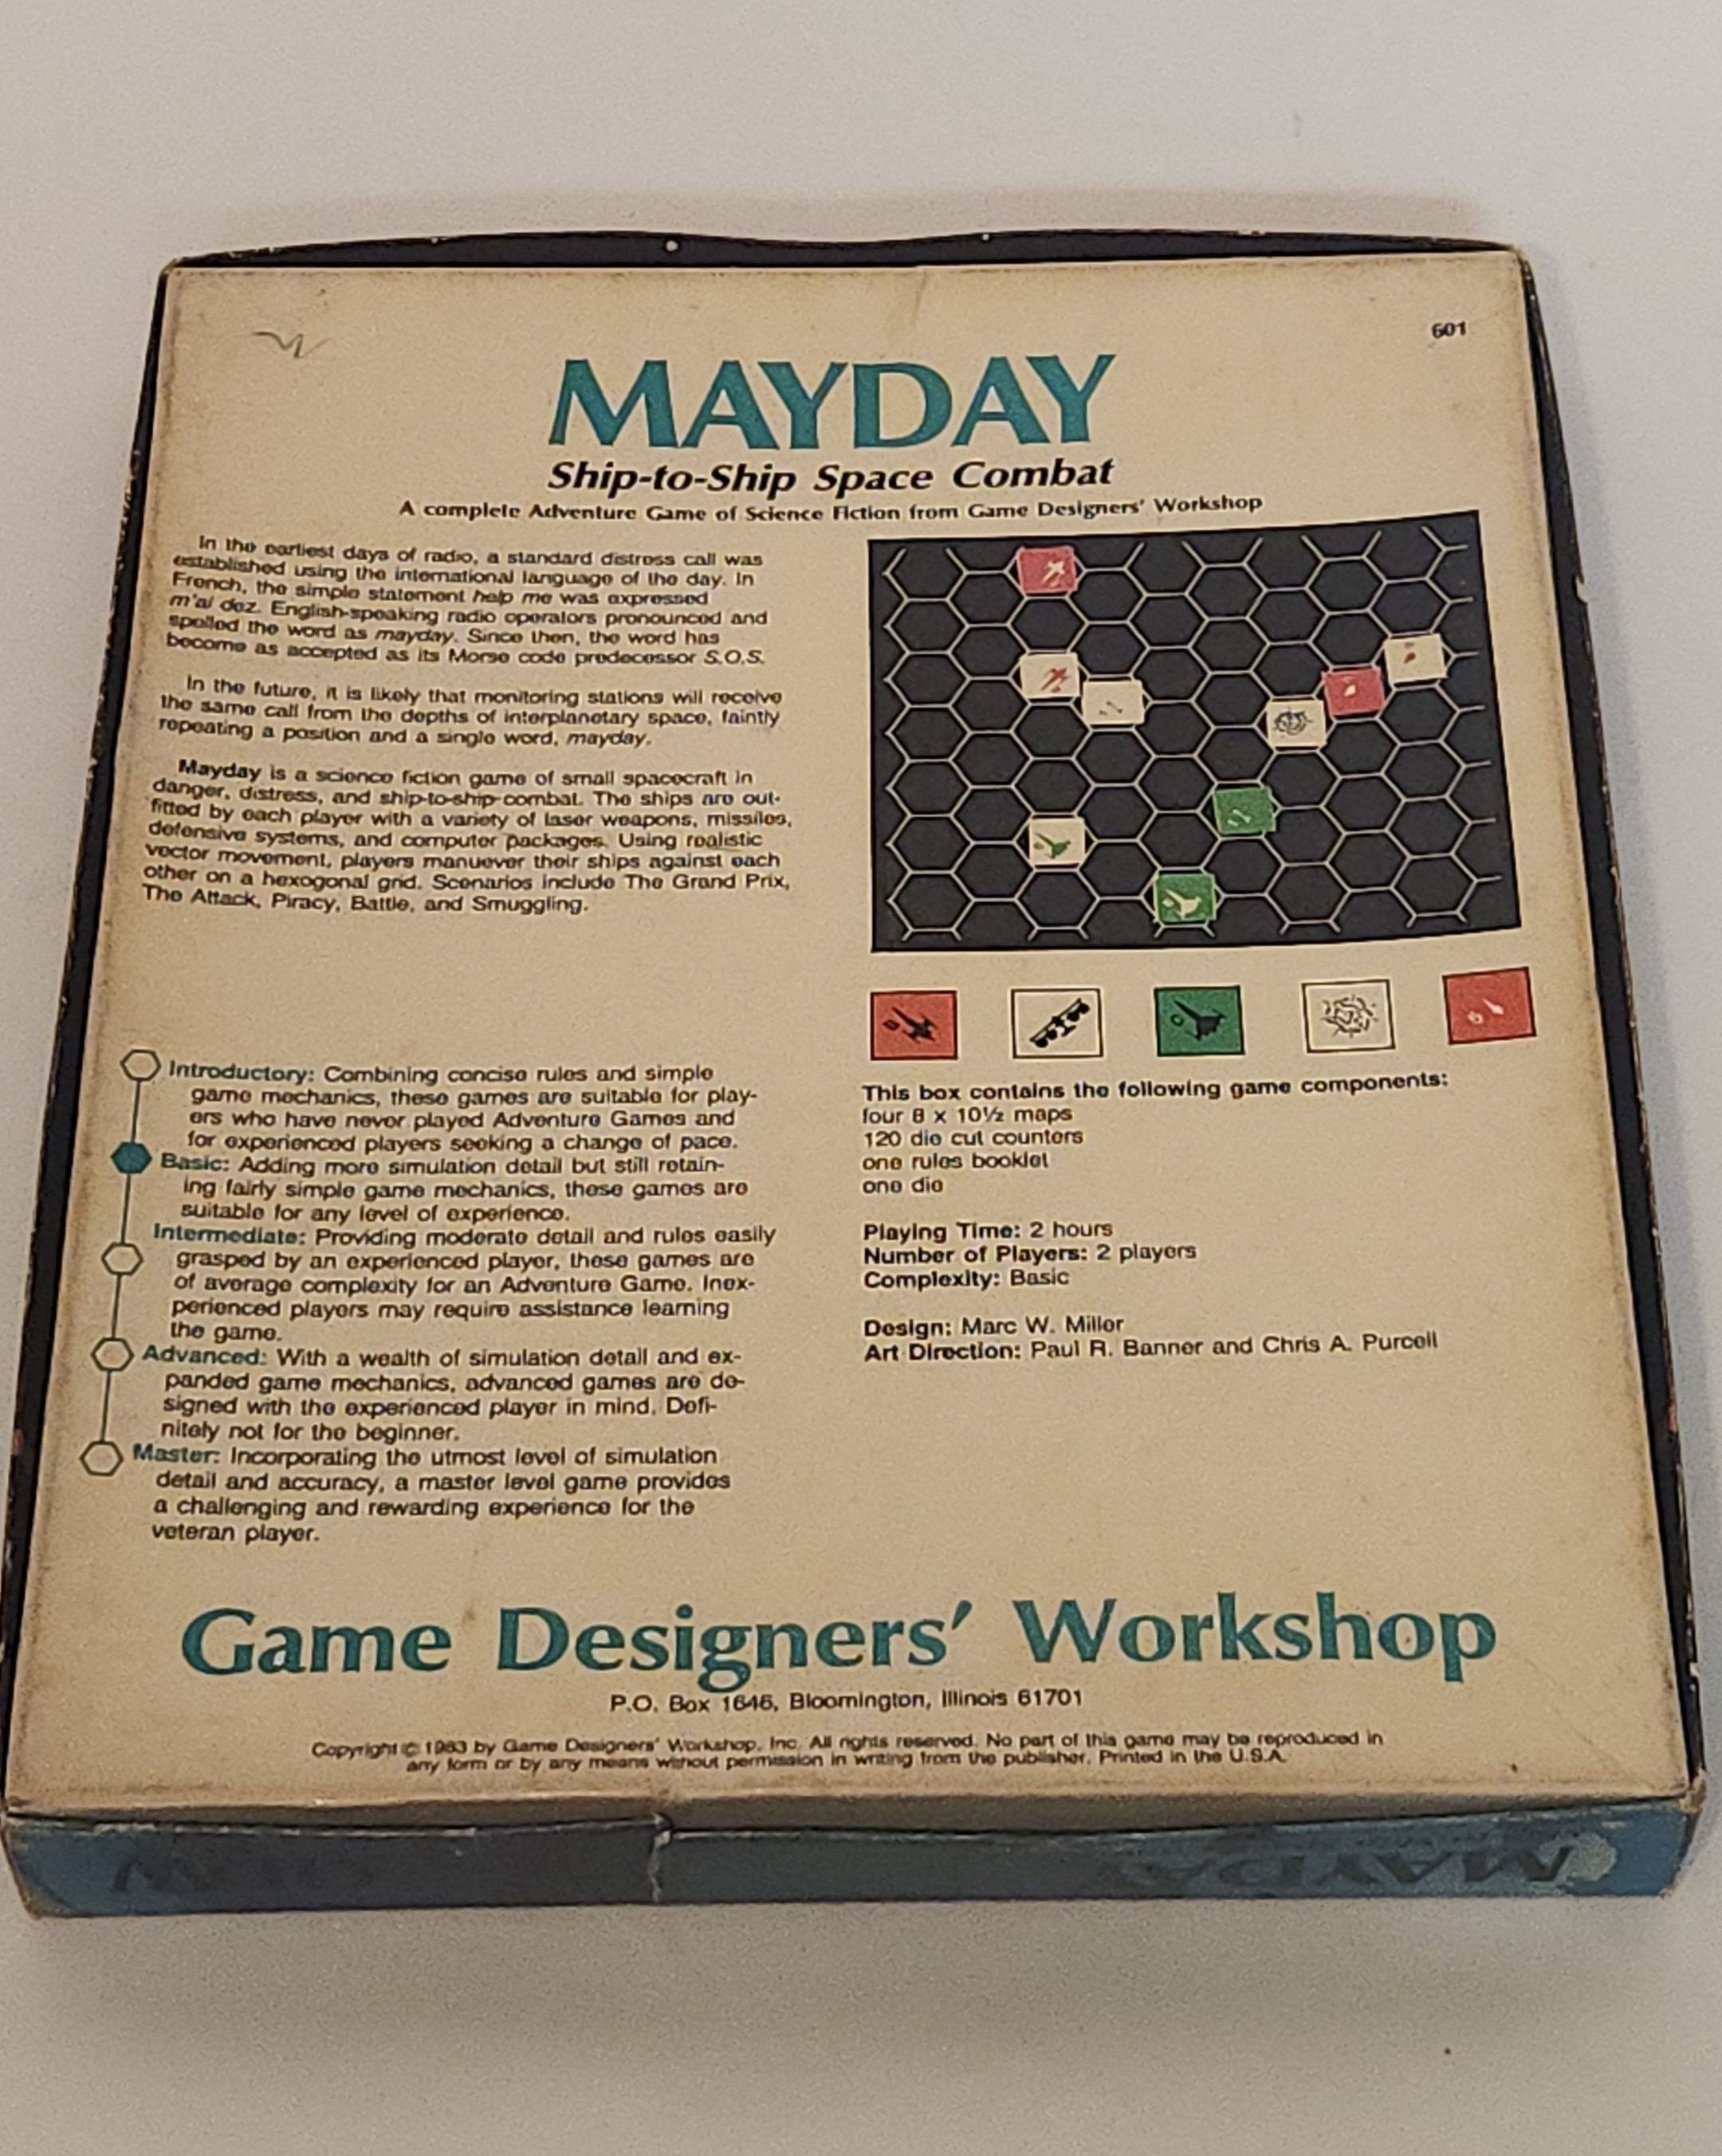 601
MAYDAY
Ship-to-Ship Space Combat
A complete Adventure Game of Science Fiction from Game Designers' Workshop
In the earliest days of radio, a standard distress call was
established using the international language of the day. In
French, the simple statement help me was expressed
m'ai dez. English-speaking radio operators pronounced and
spelled the word as mayday. Since then, the word has
become as accepted as its Morse code predecessor S.O.S.
In the future, it is likely that monitoring stations will receive
the same call from the depths of interplanetary space, faintly
repeating a position and a single word, mayday.
Mayday is a science fiction game of small spacecraft in
danger, distress, and ship-to-ship combat. The ships are out-
fitted by each player with a variety of laser weapons, missiles,
defensive systems, and computer packages. Using realistic
vector movement, players manuever their ships against each
other on a hexogonal grid. Scenarios include The Grand Prix,
The Attack, Piracy, Battle, and Smuggling.
Introductory: Combining concise rules and simple
game mechanics, these games are suitable for play-
ers who have never played Adventure Games and
for experienced players seeking a change of pace.
Basic: Adding more simulation detail but still retain-
ing fairly simple game mechanics, these games are
suitable for any level of experience.
Intermediate: Providing moderate detail and rules easily
grasped by an experienced player, these games are
of average complexity for an Adventure Game. Inex-
perienced players may require assistance learning
the game.
Advanced: With a wealth of simulation detail and ex-
panded game mechanics, advanced games are de-
signed with the experienced player in mind. Defi-
nitely not for the beginner.
Master: Incorporating the utmost level of simulation
detail and accuracy, a master level game provides
a challenging and rewarding experience for the
veteran player.
This box contains the following game components:
four 8 x 10½ maps
120 die cut counters
one rules booklet
one die
Playing Time: 2 hours
Number of Players: 2 players
Complexity: Basic
Design: Marc W. Miller
Art Direction: Paul R. Banner and Chris A. Purcell
Game Designers' Workshop
P.O. Box 1646, Bloomington, Illinois 61701
Copyright © 1983 by Game Designers' Workshop, Inc. All rights reserved. No part of this game may be reproduced in
any form or by any means without permission in writing from the publisher. Printed in the U.S.A.
MAYDAY
GDW